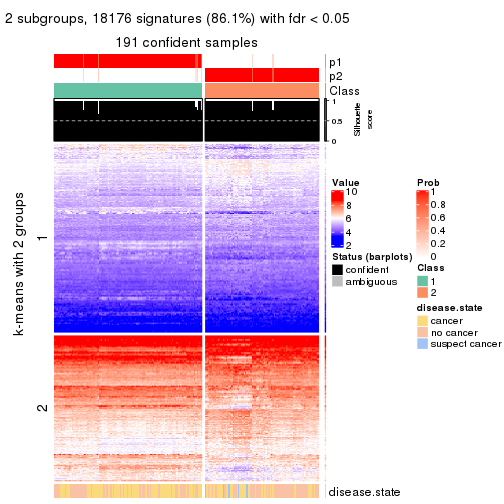 2 subgroups, 18176 signatures (86.1%) with fdr < 0.05
191 confident samples
p1
p2
Class
1
0.5
0
Silhouette
score
k-means with 2 groups
1
2
disease.state
Value
10
8
6
4
2
Status (barplots)
confident
ambiguous
Prob
1
0.8
0.6
0.4
0.2
0
Class
1
2
disease.state
cancer
no cancer
suspect cancer